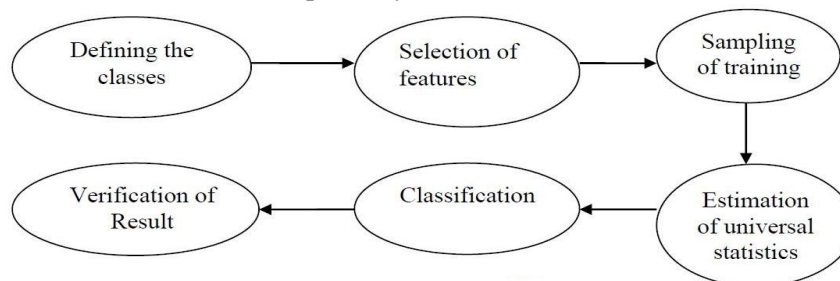 Defining the
classes
Selection of
features
Sampling
of training
Estimation
of universal
statistics
Classification
Verification of
Result